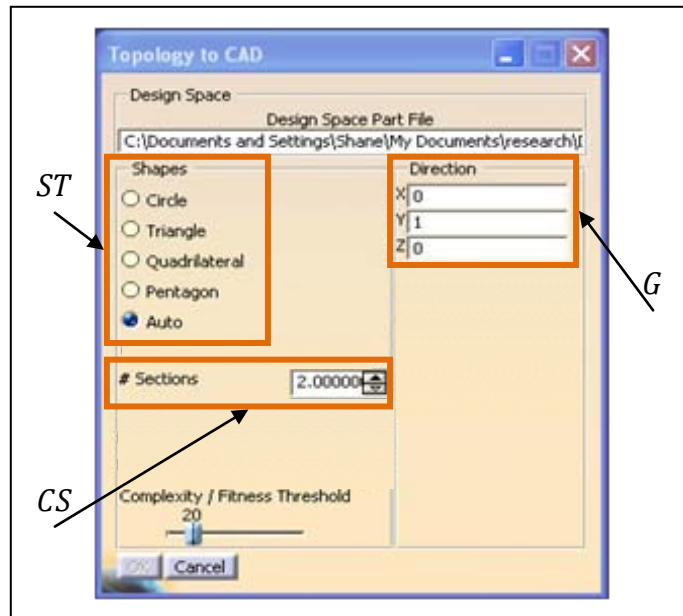 Topology to CAD
Design Space
Design Space Part File
C:\Documents and Settings\Shane\My Documents\research\
Shapes
Circle
Triangle
Quadrilateral
Pentagon
Auto
Direction
X 0
Y 1
Z 0
ST
G
# Sections
2.00000
CS
Complexity / Fitness Threshold
20
OK
Cancel